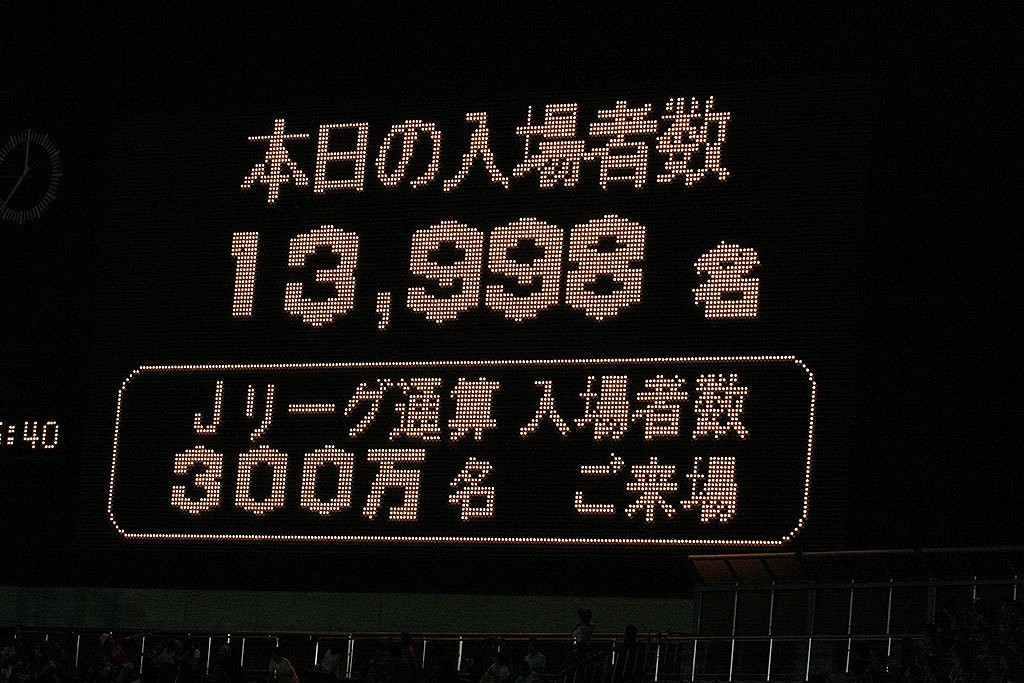 本日の入場者数
13,998 名
Jリーグ通算 入場者数
300万名 ご来場
:40